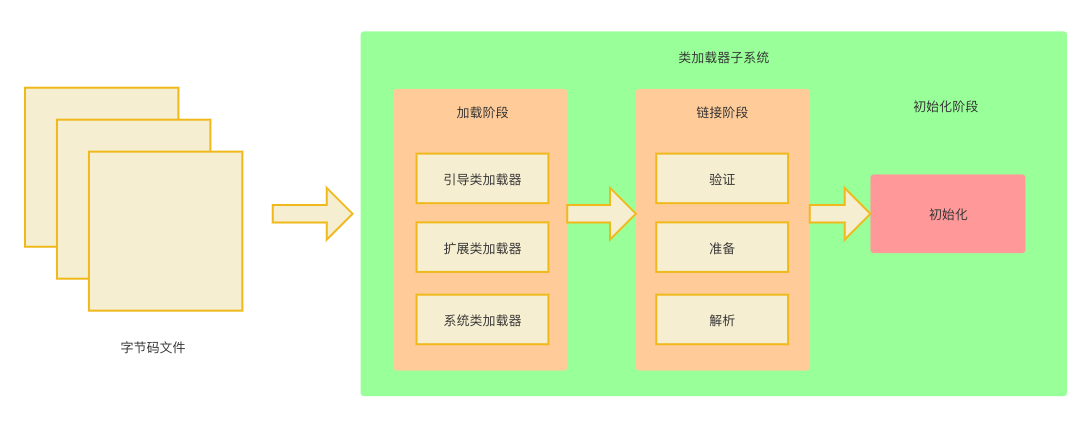 字节码文件
类加载器子系统
加载阶段
引导类加载器
扩展类加载器
系统类加载器
链接阶段
验证
准备
解析
初始化阶段
初始化